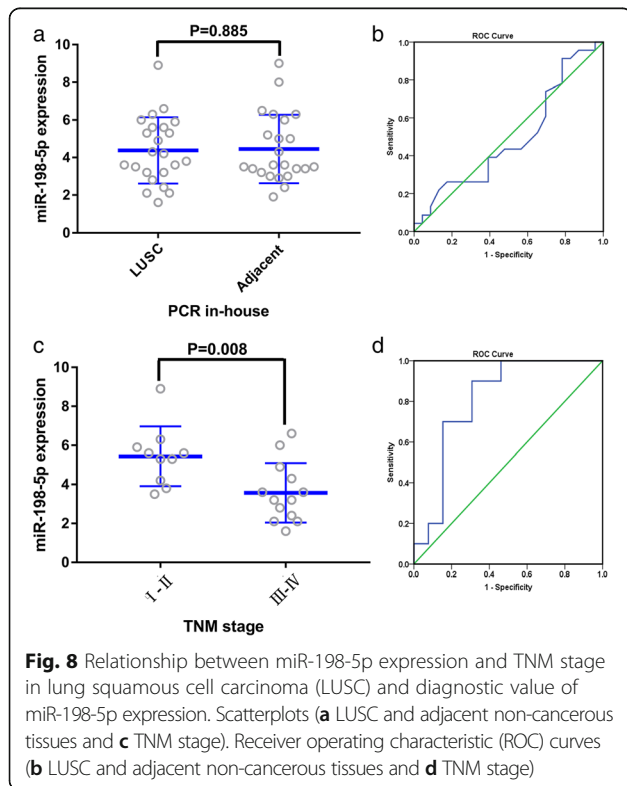 a
P=0.885
miR-198-5p expression
10
8
6
4
2
0
LUSC
Adjacent
PCR in-house
b
ROC Curve
Sensitivity
1.0
0.8
0.6
0.4
0.2
0.0
0.0 0.2 0.4 0.6 0.8 1.0
1 - Specificity
c
P=0.008
miR-198-5p expression
10
8
6
4
2
0
I-II
III-IV
TNM stage
d
ROC Curve
Sensitivity
1.0
0.8
0.6
0.4
0.2
0.0
0.0 0.2 0.4 0.6 0.8 1.0
1 - Specificity
Fig. 8 Relationship between miR-198-5p expression and TNM stage
in lung squamous cell carcinoma (LUSC) and diagnostic value of
miR-198-5p expression. Scatterplots (a LUSC and adjacent non-cancerous
tissues and c TNM stage). Receiver operating characteristic (ROC) curves
(b LUSC and adjacent non-cancerous tissues and d TNM stage)